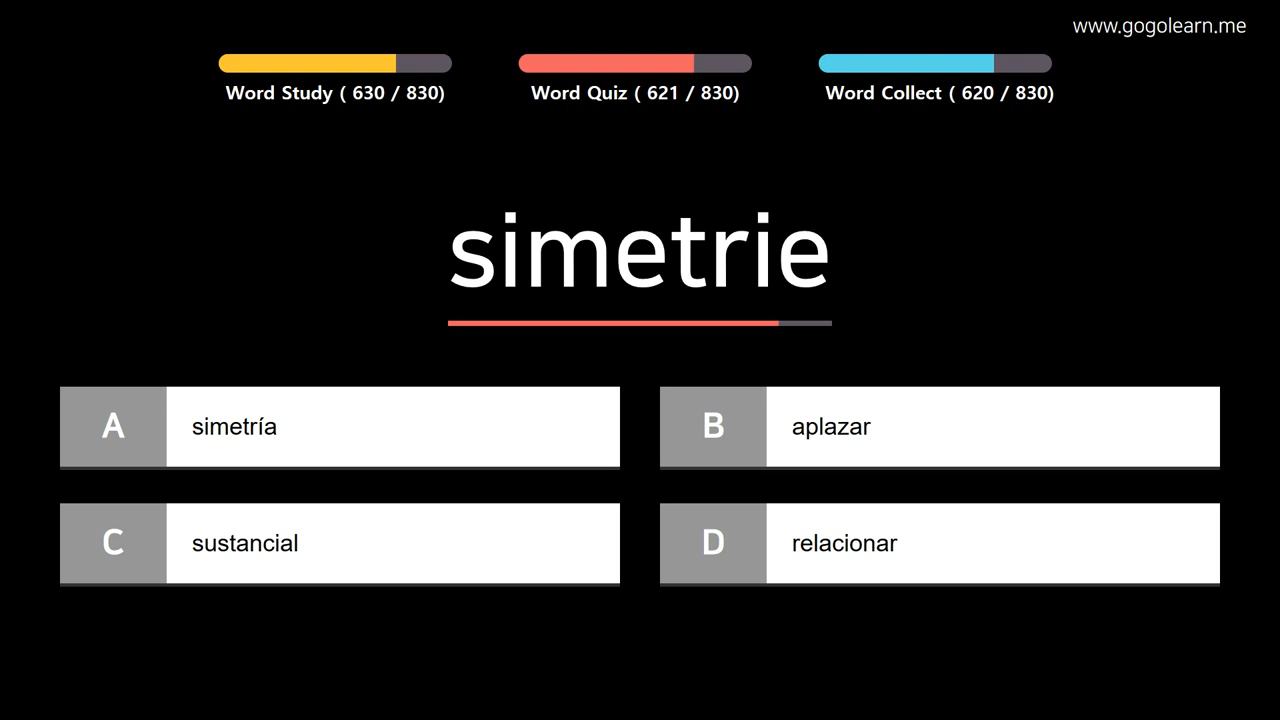 www.gogolearn.me
Word Study ( 630 / 830)
Word Quiz ( 621 / 830)
Word Collect ( 620 / 830)
simetrie
A simetría
B aplazar
C sustancial
D relacionar